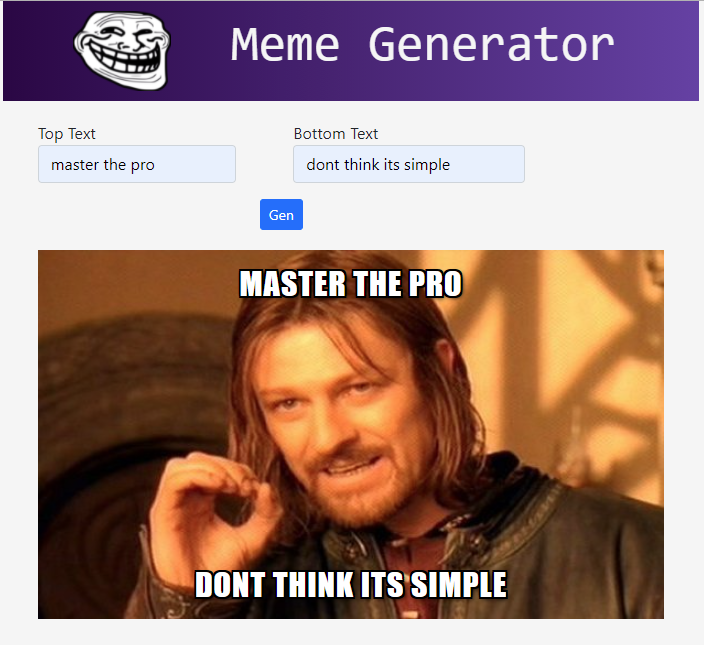 Meme Generator
Top Text
Bottom Text
master the pro
dont think its simple
Gen
MASTER THE PRO
DONT THINK ITS SIMPLE